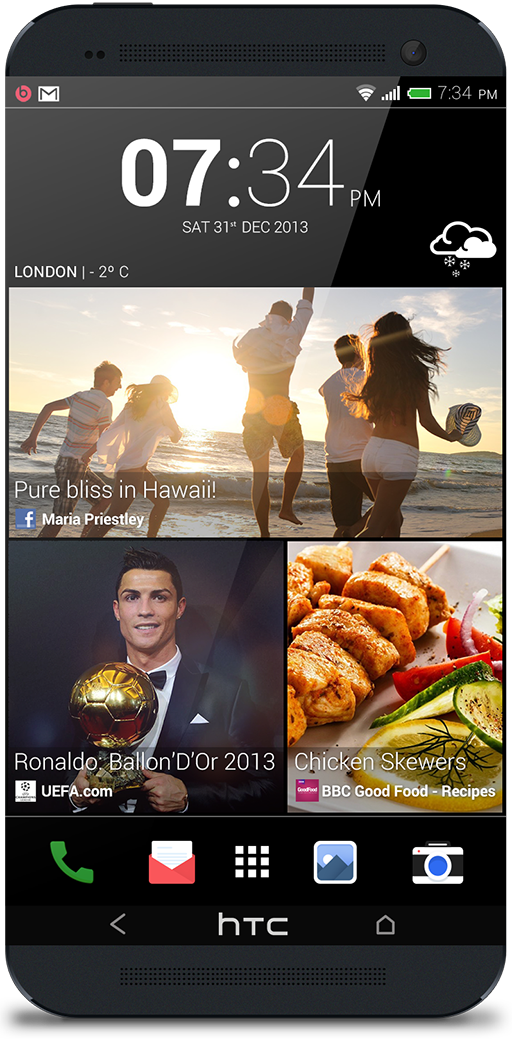 7:34 PM
07:34 PM
SAT 31st DEC 2013
LONDON | - 2º C
Pure bliss in Hawaii!
f Maria Priestley
Ronaldo: Ballon’D’Or 2013
UEFA.com
Chicken Skewers
GoodFood BBC Good Food - Recipes
hTC